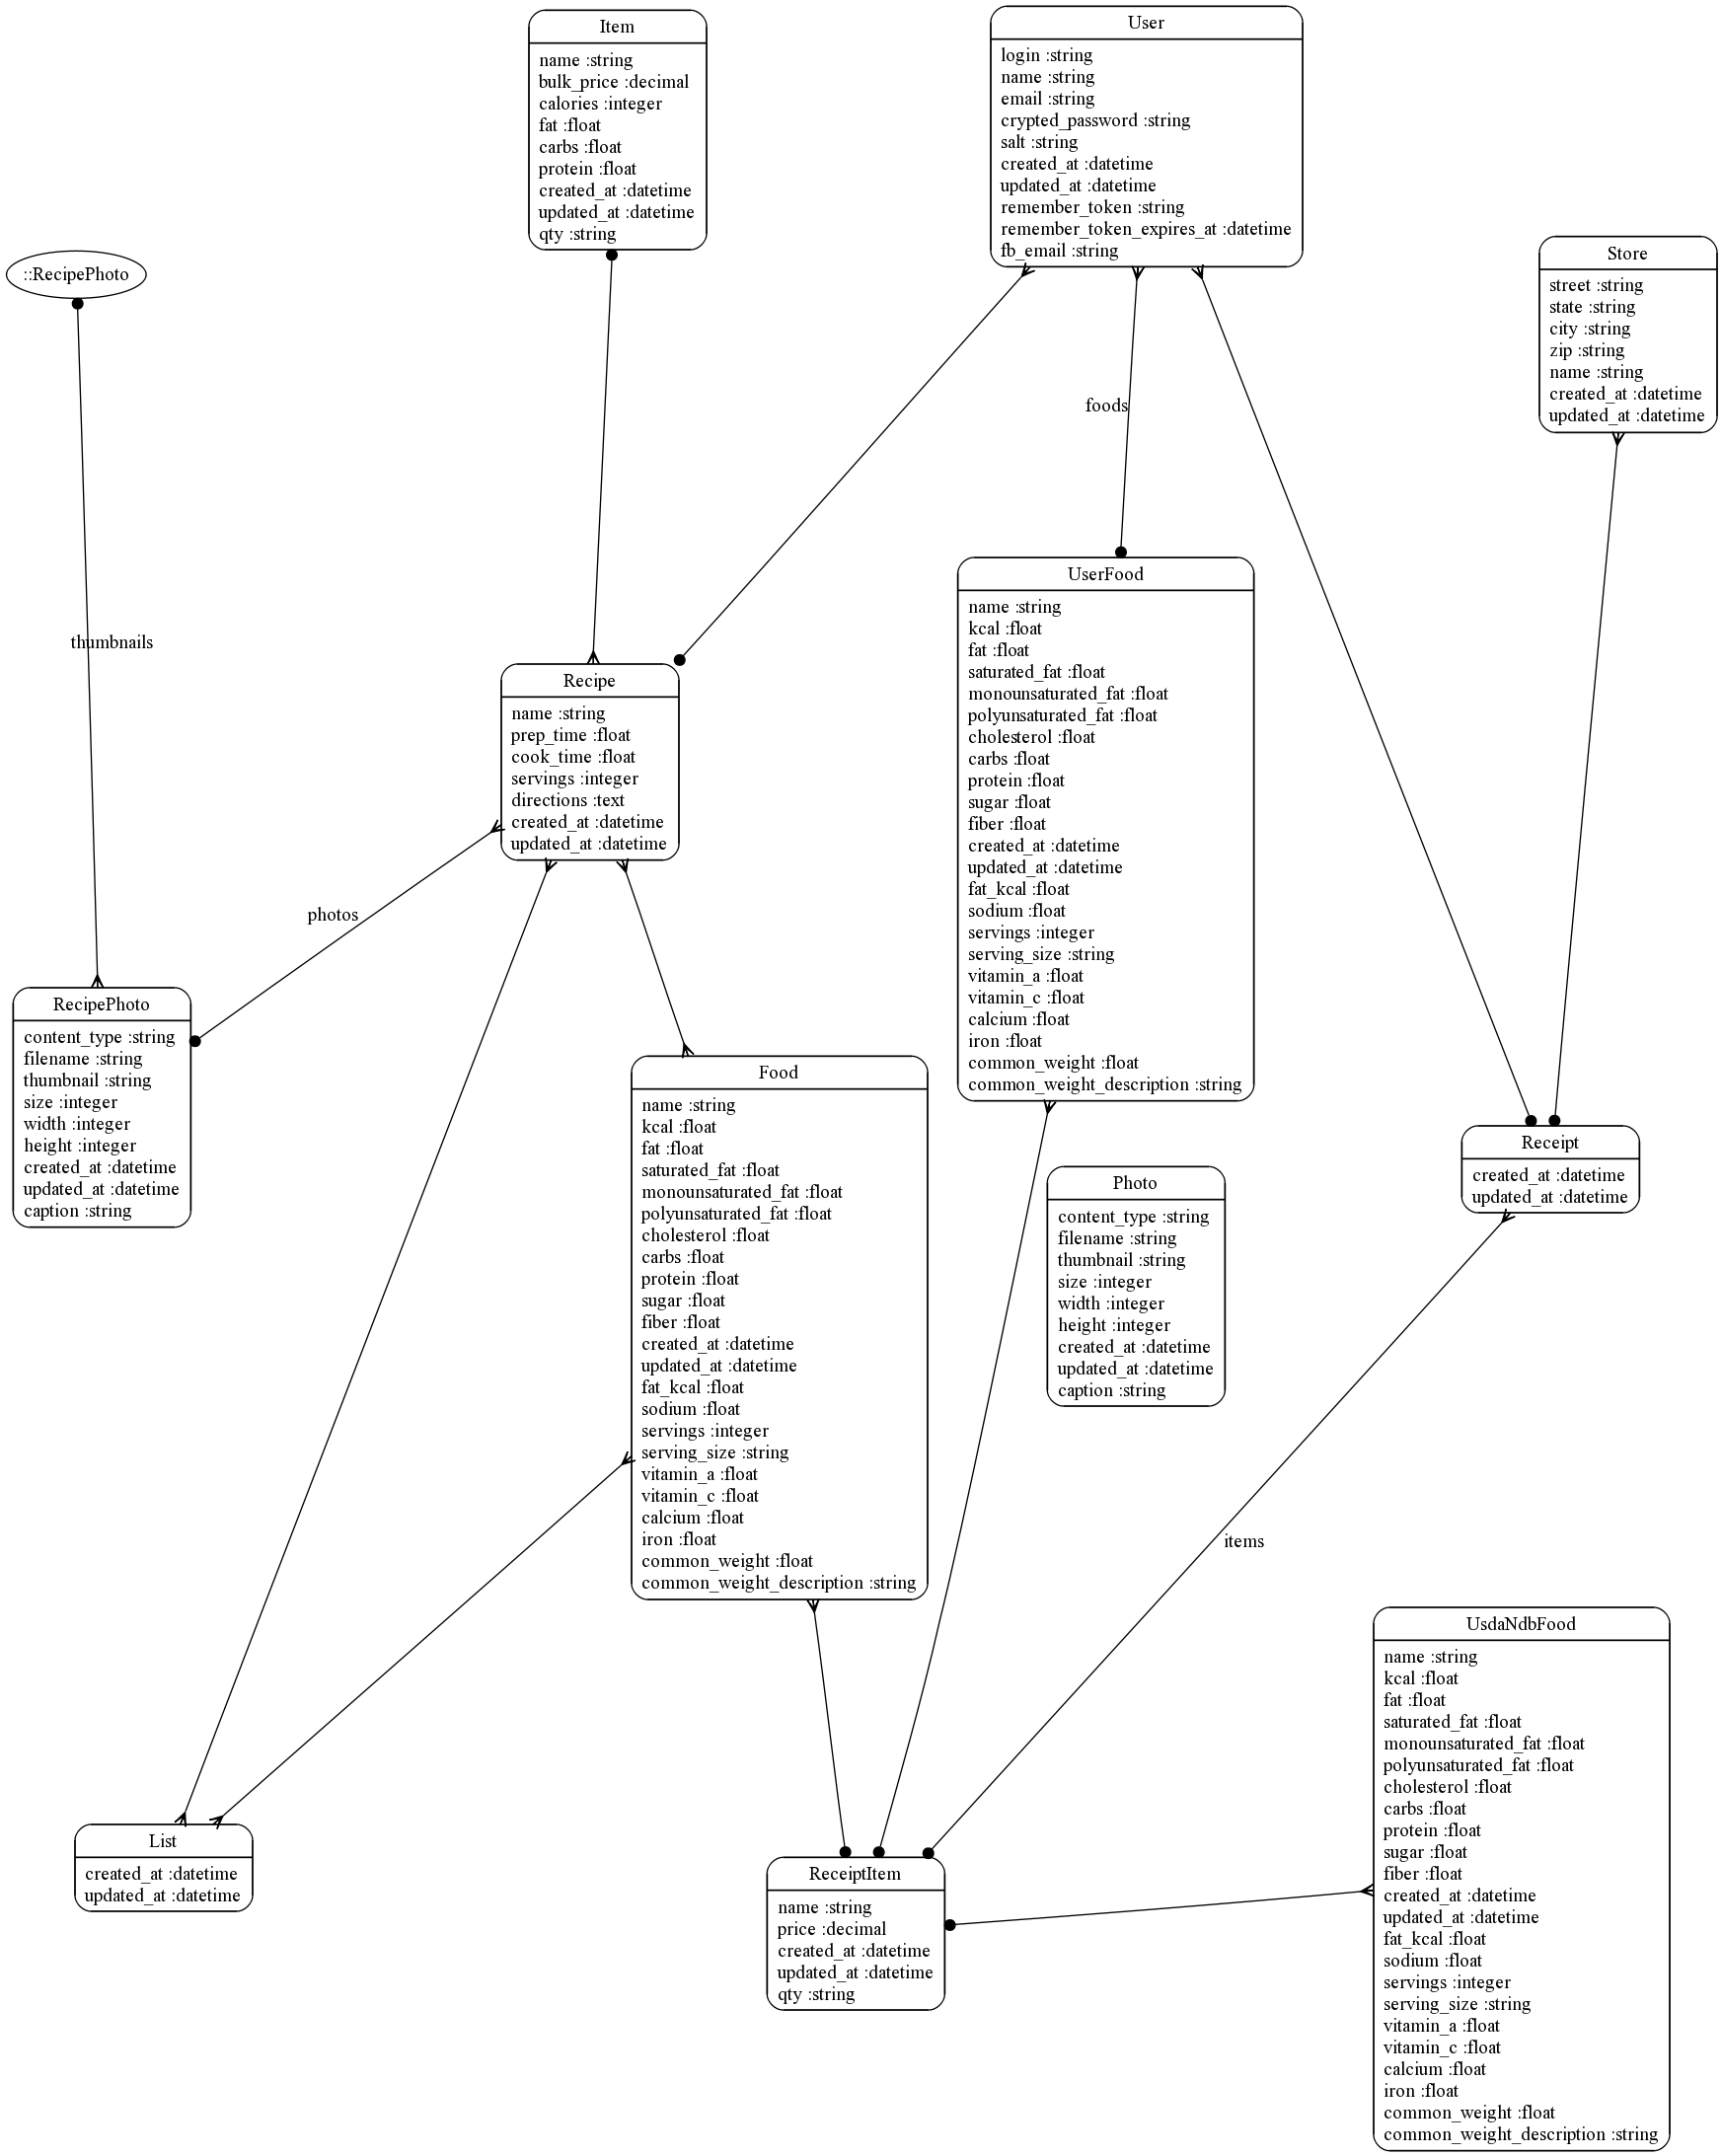 Item
name :string
bulk_price :decimal
calories :integer
fat :float
carbs :float
protein :float
created_at :datetime
updated_at :datetime
qty :string
User
login :string
name :string
email :string
crypted_password :string
salt :string
created_at :datetime
updated_at :datetime
remember_token :string
remember_token_expires_at :datetime
fb_email :string
Store
street :string
state :string
city :string
zip :string
name :string
created_at :datetime
updated_at :datetime
::RecipePhoto
foods
thumbnails
UserFood
name :string
kcal :float
fat :float
saturated_fat :float
monounsaturated_fat :float
polyunsaturated_fat :float
cholesterol :float
carbs :float
protein :float
sugar :float
fiber :float
created_at :datetime
updated_at :datetime
fat_kcal :float
sodium :float
servings :integer
serving_size :string
vitamin_a :float
vitamin_c :float
calcium :float
iron :float
common_weight :float
common_weight_description :string
Recipe
name :string
prep_time :float
cook_time :float
servings :integer
directions :text
created_at :datetime
updated_at :datetime
photos
RecipePhoto
content_type :string
filename :string
thumbnail :string
size :integer
width :integer
height :integer
created_at :datetime
updated_at :datetime
caption :string
Food
name :string
kcal :float
fat :float
saturated_fat :float
monounsaturated_fat :float
polyunsaturated_fat :float
cholesterol :float
carbs :float
protein :float
sugar :float
fiber :float
created_at :datetime
updated_at :datetime
fat_kcal :float
sodium :float
servings :integer
serving_size :string
vitamin_a :float
vitamin_c :float
calcium :float
iron :float
common_weight :float
common_weight_description :string
Photo
content_type :string
filename :string
thumbnail :string
size :integer
width :integer
height :integer
created_at :datetime
updated_at :datetime
caption :string
Receipt
created_at :datetime
updated_at :datetime
items
List
created_at :datetime
updated_at :datetime
ReceiptItem
name :string
price :decimal
created_at :datetime
updated_at :datetime
qty :string
UsdaNdbFood
name :string
kcal :float
fat :float
saturated_fat :float
monounsaturated_fat :float
polyunsaturated_fat :float
cholesterol :float
carbs :float
protein :float
sugar :float
fiber :float
created_at :datetime
updated_at :datetime
fat_kcal :float
sodium :float
servings :integer
serving_size :string
vitamin_a :float
vitamin_c :float
calcium :float
iron :float
common_weight :float
common_weight_description :string